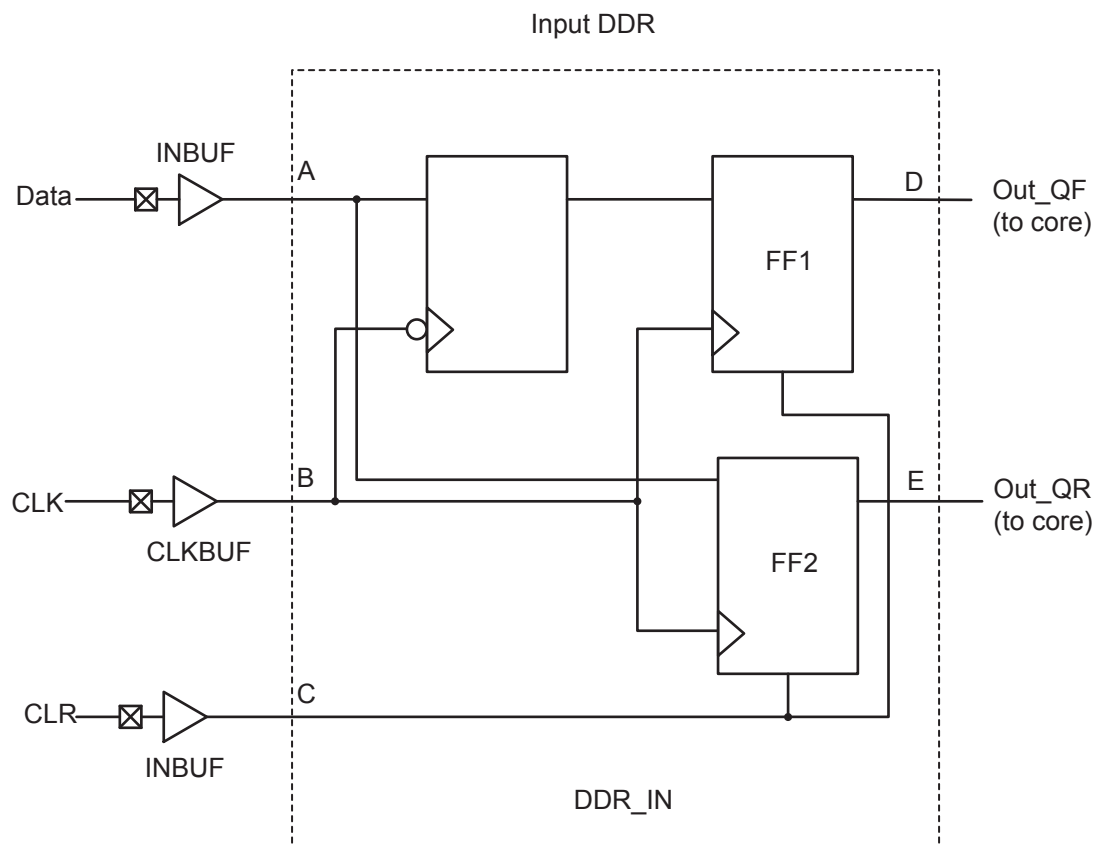 Input DDR
INBUF
A
D
Data
Out_QF
(to core)
FF1
B
E
CLK
Out_QR
(to core)
CLKBUF
FF2
C
CLR
INBUF
DDR_IN